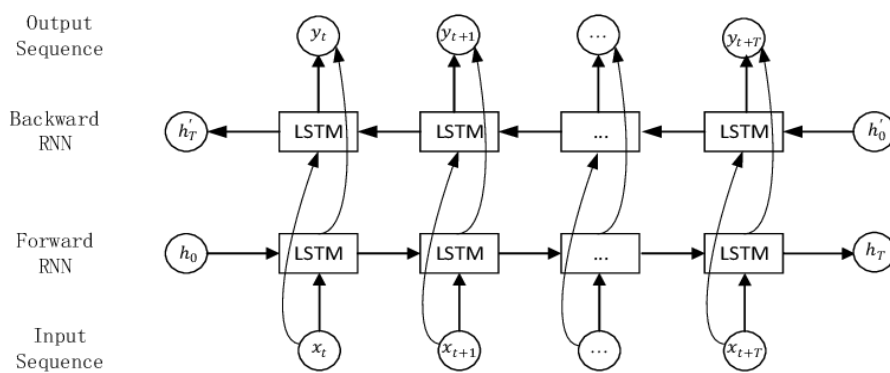 Output
Sequence
y_t
y_{t+1}
...
y_{t+T}
Backward
RNN
h'_T
LSTM
LSTM
...
LSTM
h'_0
Forward
RNN
h_0
LSTM
LSTM
...
LSTM
h_T
Input
Sequence
x_t
x_{t+1}
...
x_{t+T}